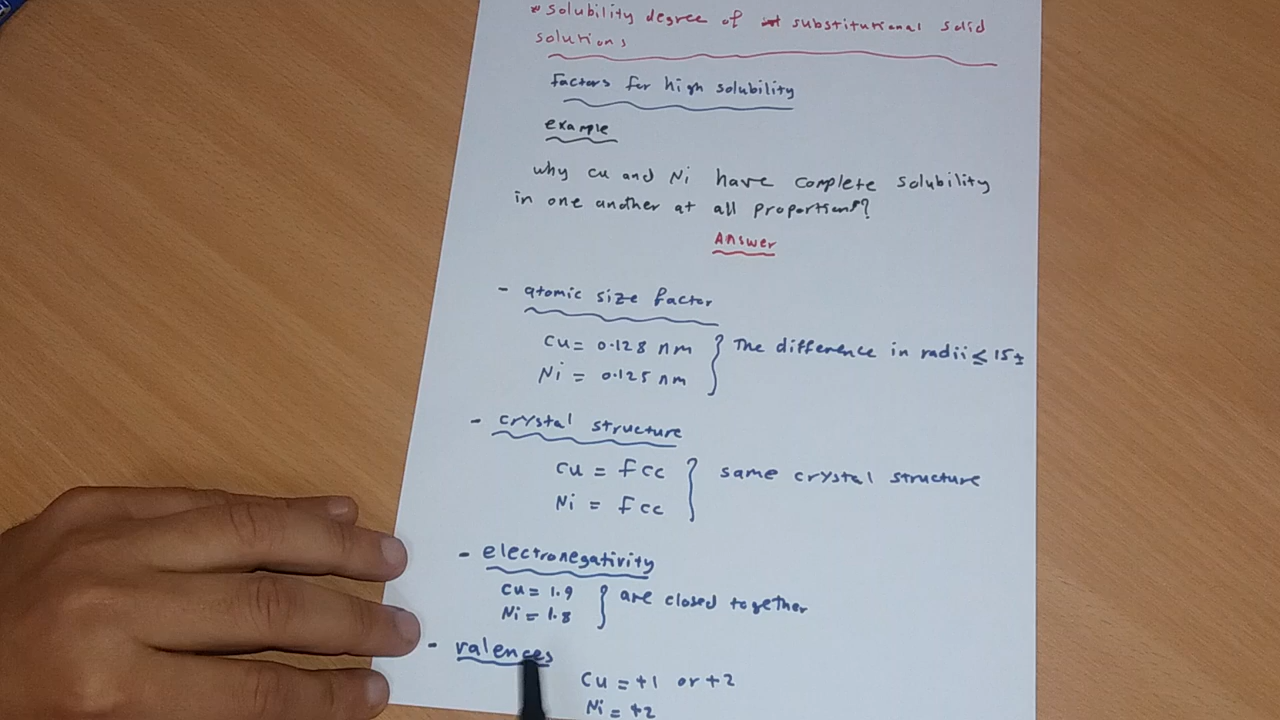 * solubility degree of substitutional solid
solutions
Factors for high solubility
example
why Cu and Ni have complete solubility
in one another at all proportions?
Answer
- atomic size factor
Cu = 0.128 nm
Ni = 0.125 nm
The difference in radii ≤ 15%
- crystal structure
Cu = fcc
Ni = fcc
same crystal structure
- electronegativity
Cu = 1.9
Ni = 1.8
are closed together
- valences
Cu = +1 or +2
Ni = +2